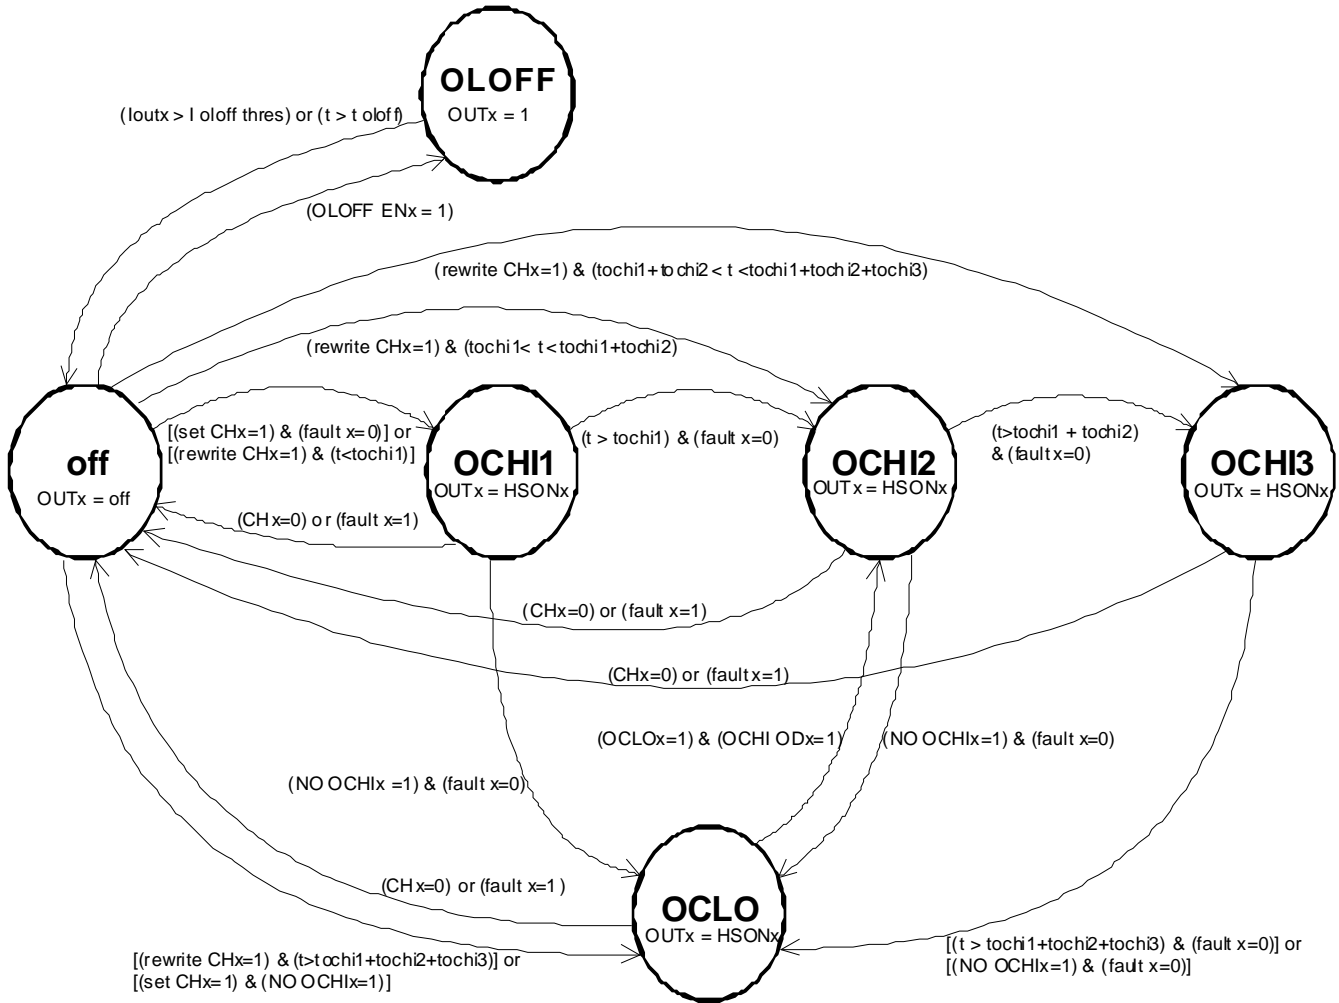 OLOFF
OUTx = 1
(Ioutx > I oloff thres) or (t > t oloff)
(OLOFF ENx = 1)
(rewrite CHx=1) & (tochi1+tochi2 < t <tochi1+tochi2+tochi3)
(rewrite CHx=1) & (tochi1< t <tochi1+tochi2)
[(set CHx=1) & (fault x=0)] or
[(rewrite CHx=1) & (t<tochi1)]
(t > tochi1) & (fault x=0)
(t>tochi1 + tochi2)
& (fault x=0)
off
OUTx = off
OCHI1
OUTx = HSONx
OCHI2
OUTx = HSONx
OCHI3
OUTx = HSONx
(CHx=0) or (fault x=1)
(CHx=0) or (fault x=1)
(CHx=0) or (fault x=1)
(OCLOx=1) & (OCHI ODx=1)
(NO OCHIx=1) & (fault x=0)
(NO OCHIx =1) & (fault x=0)
(CHx=0) or (fault x=1)
OCLO
OUTx = HSONx
[(rewrite CHx=1) & (t>tochi1+tochi2+tochi3)] or
[(set CHx=1) & (NO OCHIx=1)]
[(t > tochi1+tochi2+tochi3) & (fault x=0)] or
[(NO OCHIx=1) & (fault x=0)]